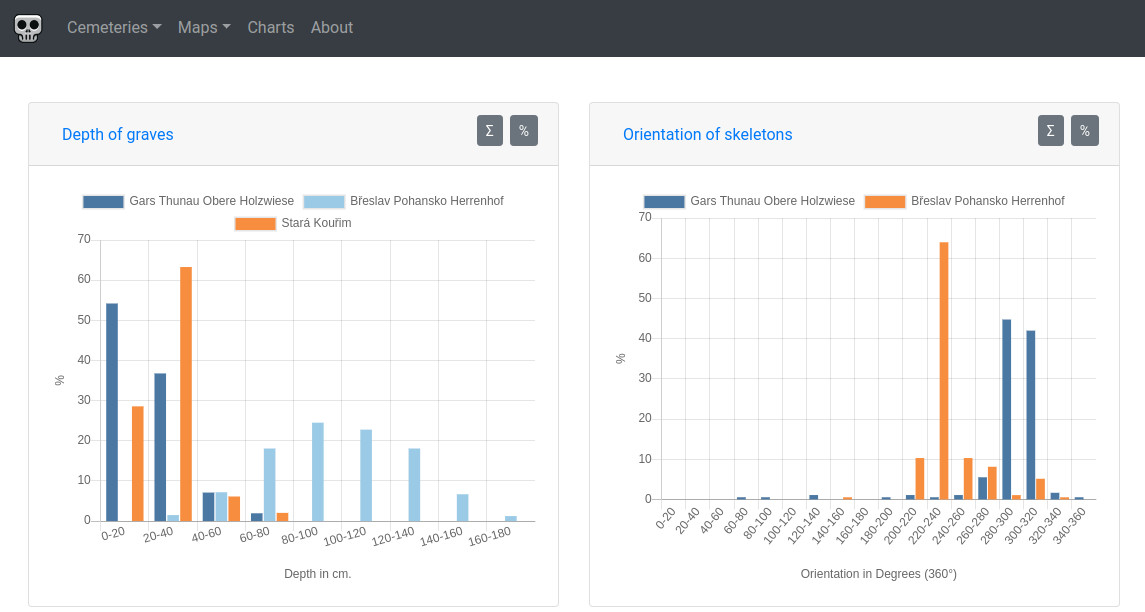 Cemeteries Maps Charts About
Depth of graves Σ %
Gars Thunau Obere Holzwiese Břeslav Pohansko Herrenhof
Stará Kouřim
70
60
50
40
30
20
10
0
%
0-20 20-40 40-60 60-80 80-100 100-120 120-140 140-160 160-180
Depth in cm.
Orientation of skeletons Σ %
Gars Thunau Obere Holzwiese Břeslav Pohansko Herrenhof
70
60
50
40
30
20
10
0
%
0-20 20-40 40-60 60-80 80-100 100-120 120-140 140-160 160-180 180-200 200-220 220-240 240-260 260-280 280-300 300-320 320-340 340-360
Orientation in Degrees (360°)